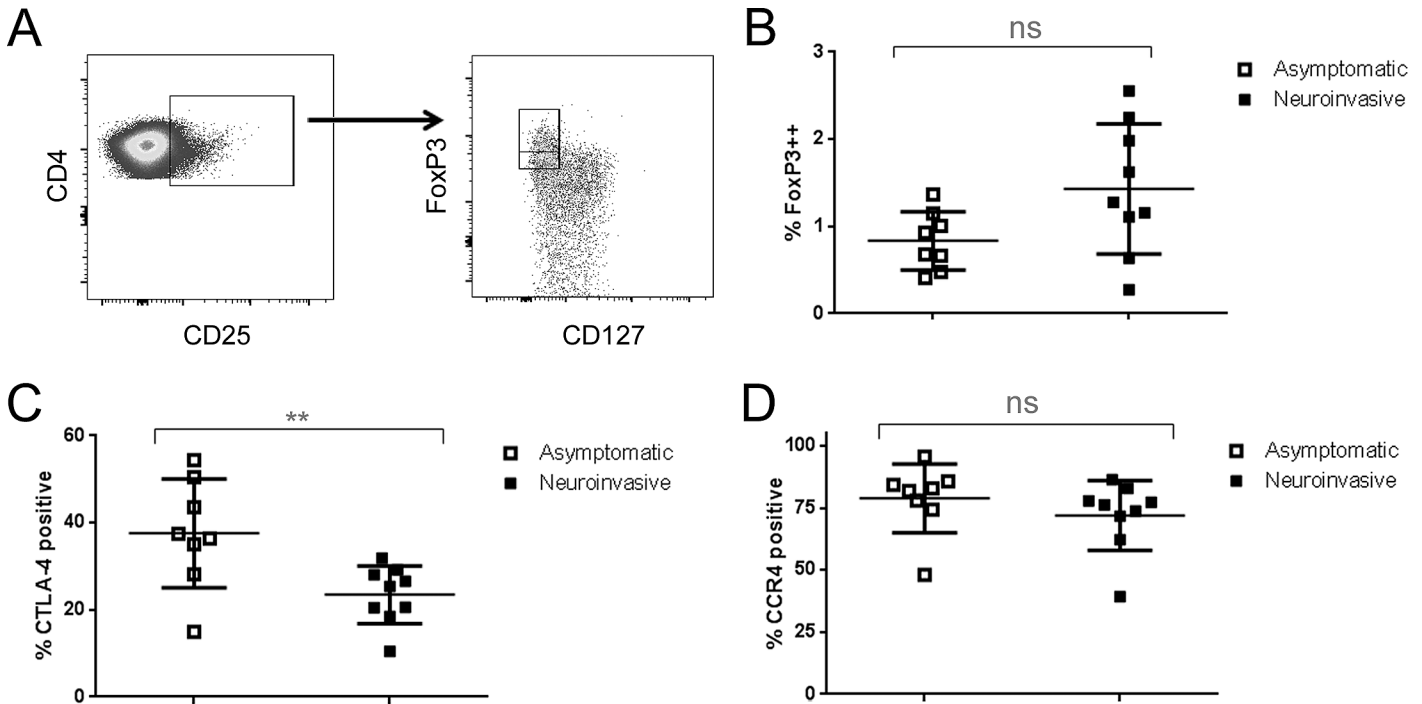 A
CD4
CD25
FoxP3
CD127
B
ns
% FoxP3++
3
2
1
0
Asymptomatic
Neuroinvasive
C
**
% CTLA-4 positive
60
40
20
0
Asymptomatic
Neuroinvasive
D
ns
% CCR4 positive
100
75
50
25
0
Asymptomatic
Neuroinvasive